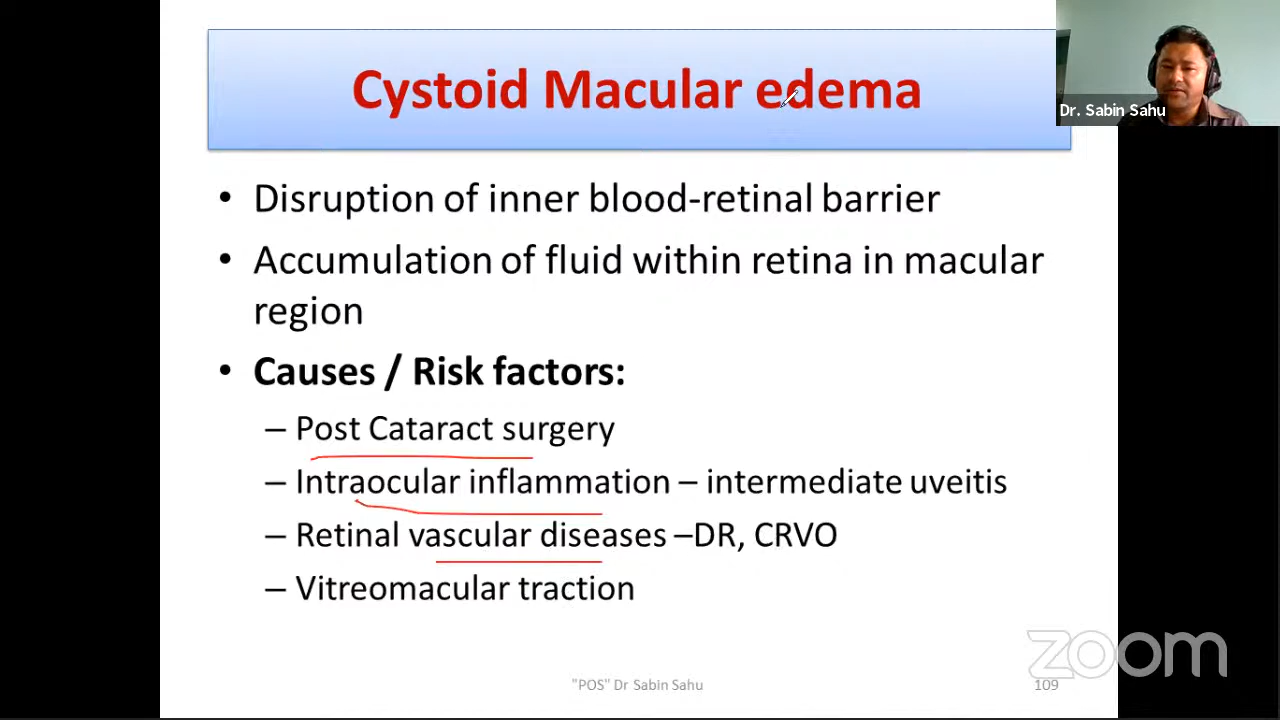 Cystoid Macular edema
Dr. Sabin Sahu
• Disruption of inner blood-retinal barrier
• Accumulation of fluid within retina in macular
region
• Causes / Risk factors:
– Post Cataract surgery
– Intraocular inflammation – intermediate uveitis
– Retinal vascular diseases –DR, CRVO
– Vitreomacular traction
zoom
"POS" Dr Sabin Sahu
109